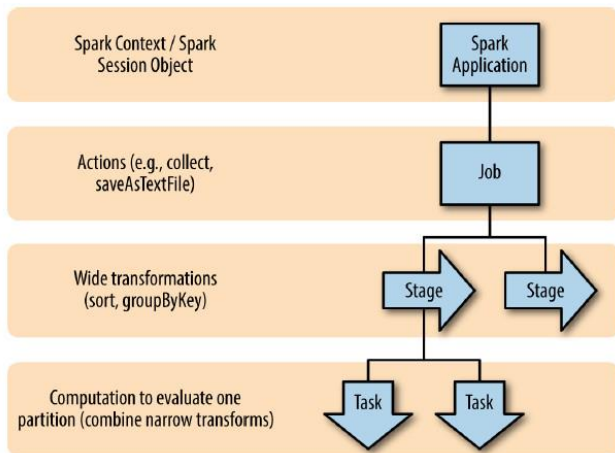 Spark Context / Spark
Session Object
Spark
Application
Actions (e.g., collect,
saveAsTextFile)
Job
Wide transformations
(sort, groupByKey)
Stage
Stage
Computation to evaluate one
partition (combine narrow transforms)
Task
Task